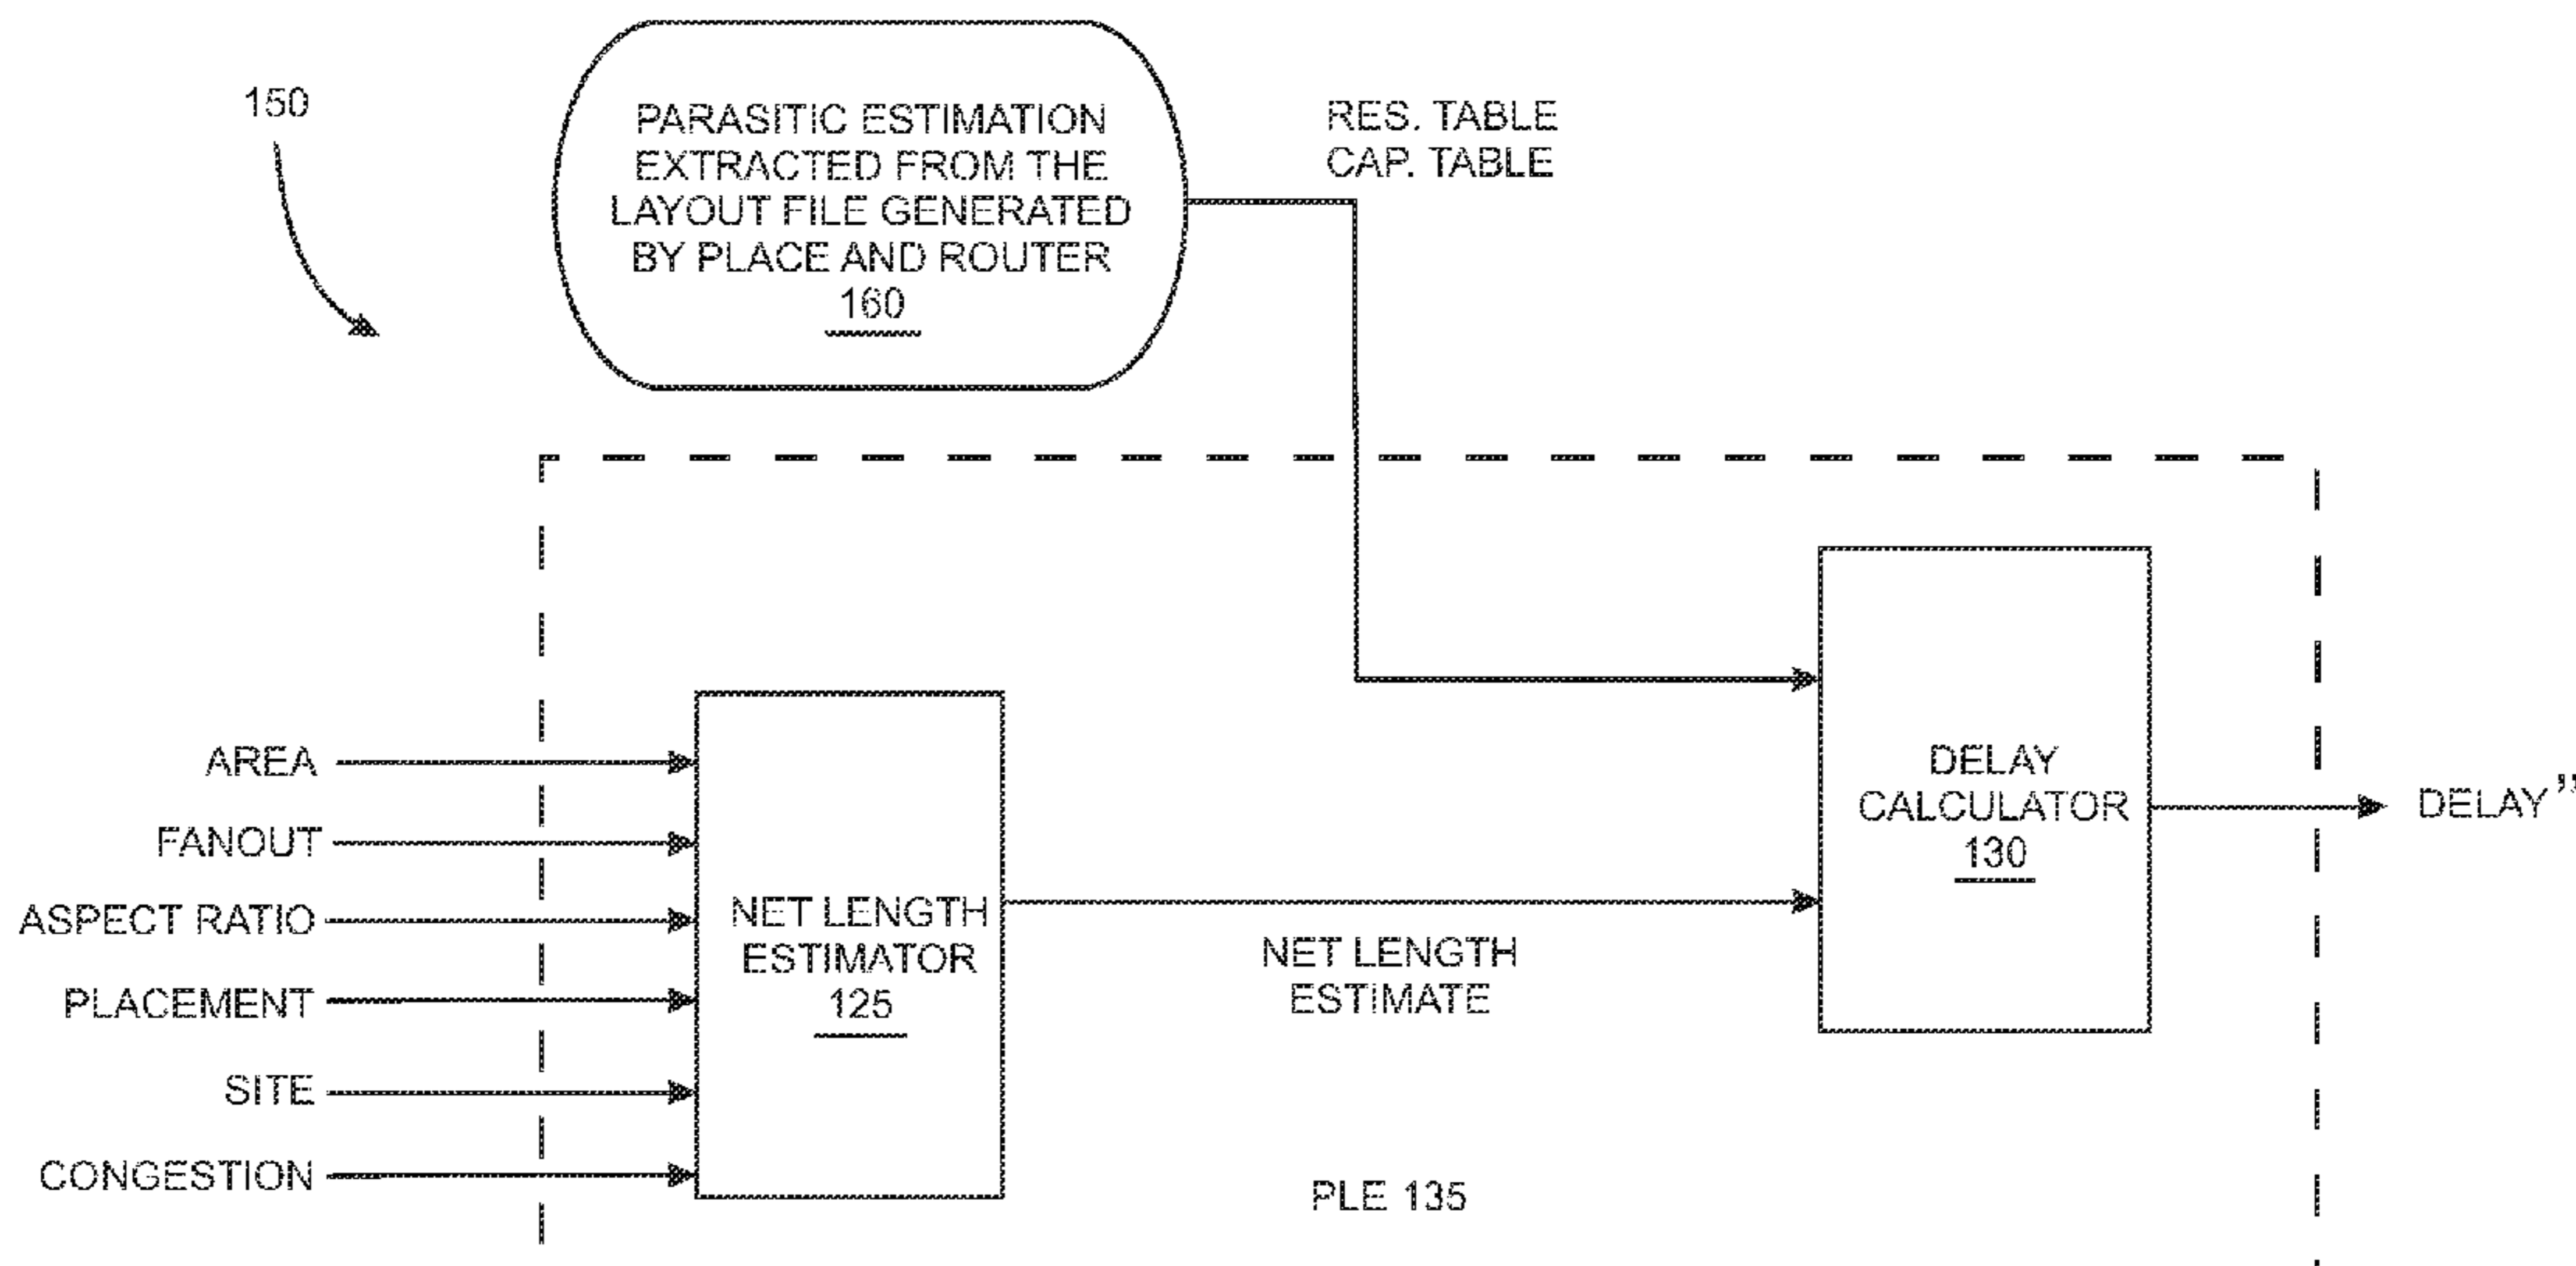 150
PARASITIC ESTIMATION
EXTRACTED FROM THE
LAYOUT FILE GENERATED
BY PLACE AND ROUTER
160
RES. TABLE
CAP. TABLE
AREA
FANOUT
ASPECT RATIO
PLACEMENT
SITE
CONGESTION
NET LENGTH
ESTIMATOR
125
NET LENGTH
ESTIMATE
DELAY
CALCULATOR
130
DELAY”
PLE 135